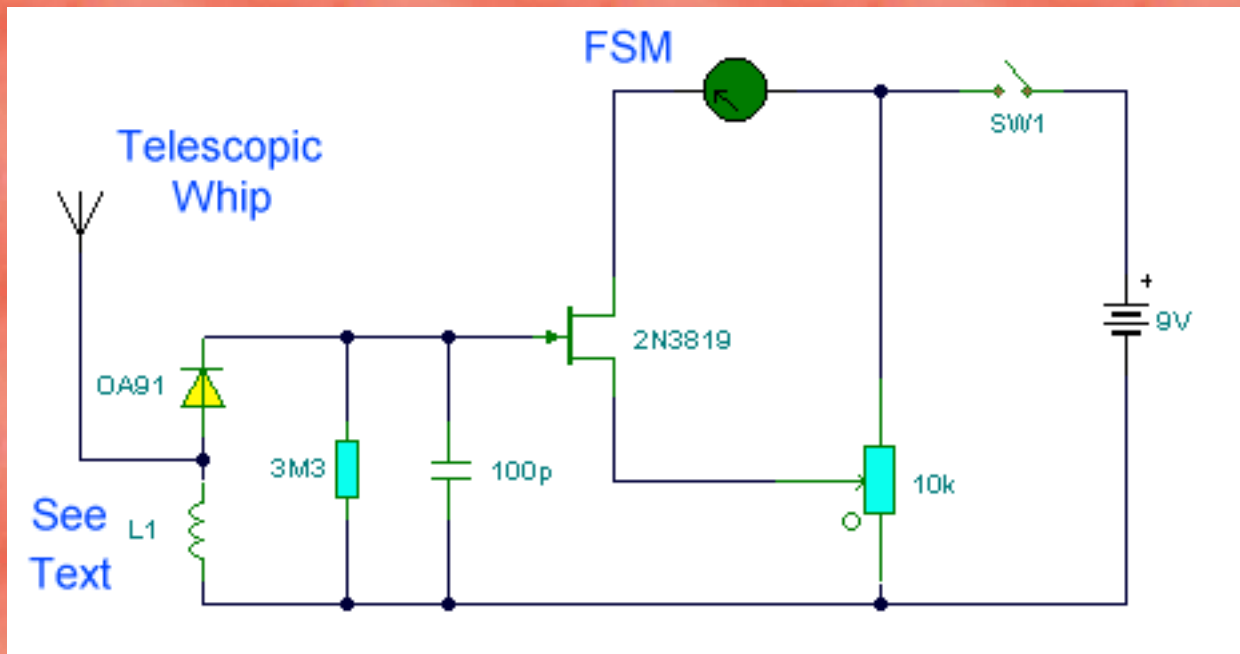 FSM
Telescopic
Whip
SW1
+
9V
2N3819
OA91
3M3
100p
10k
See
Text
L1